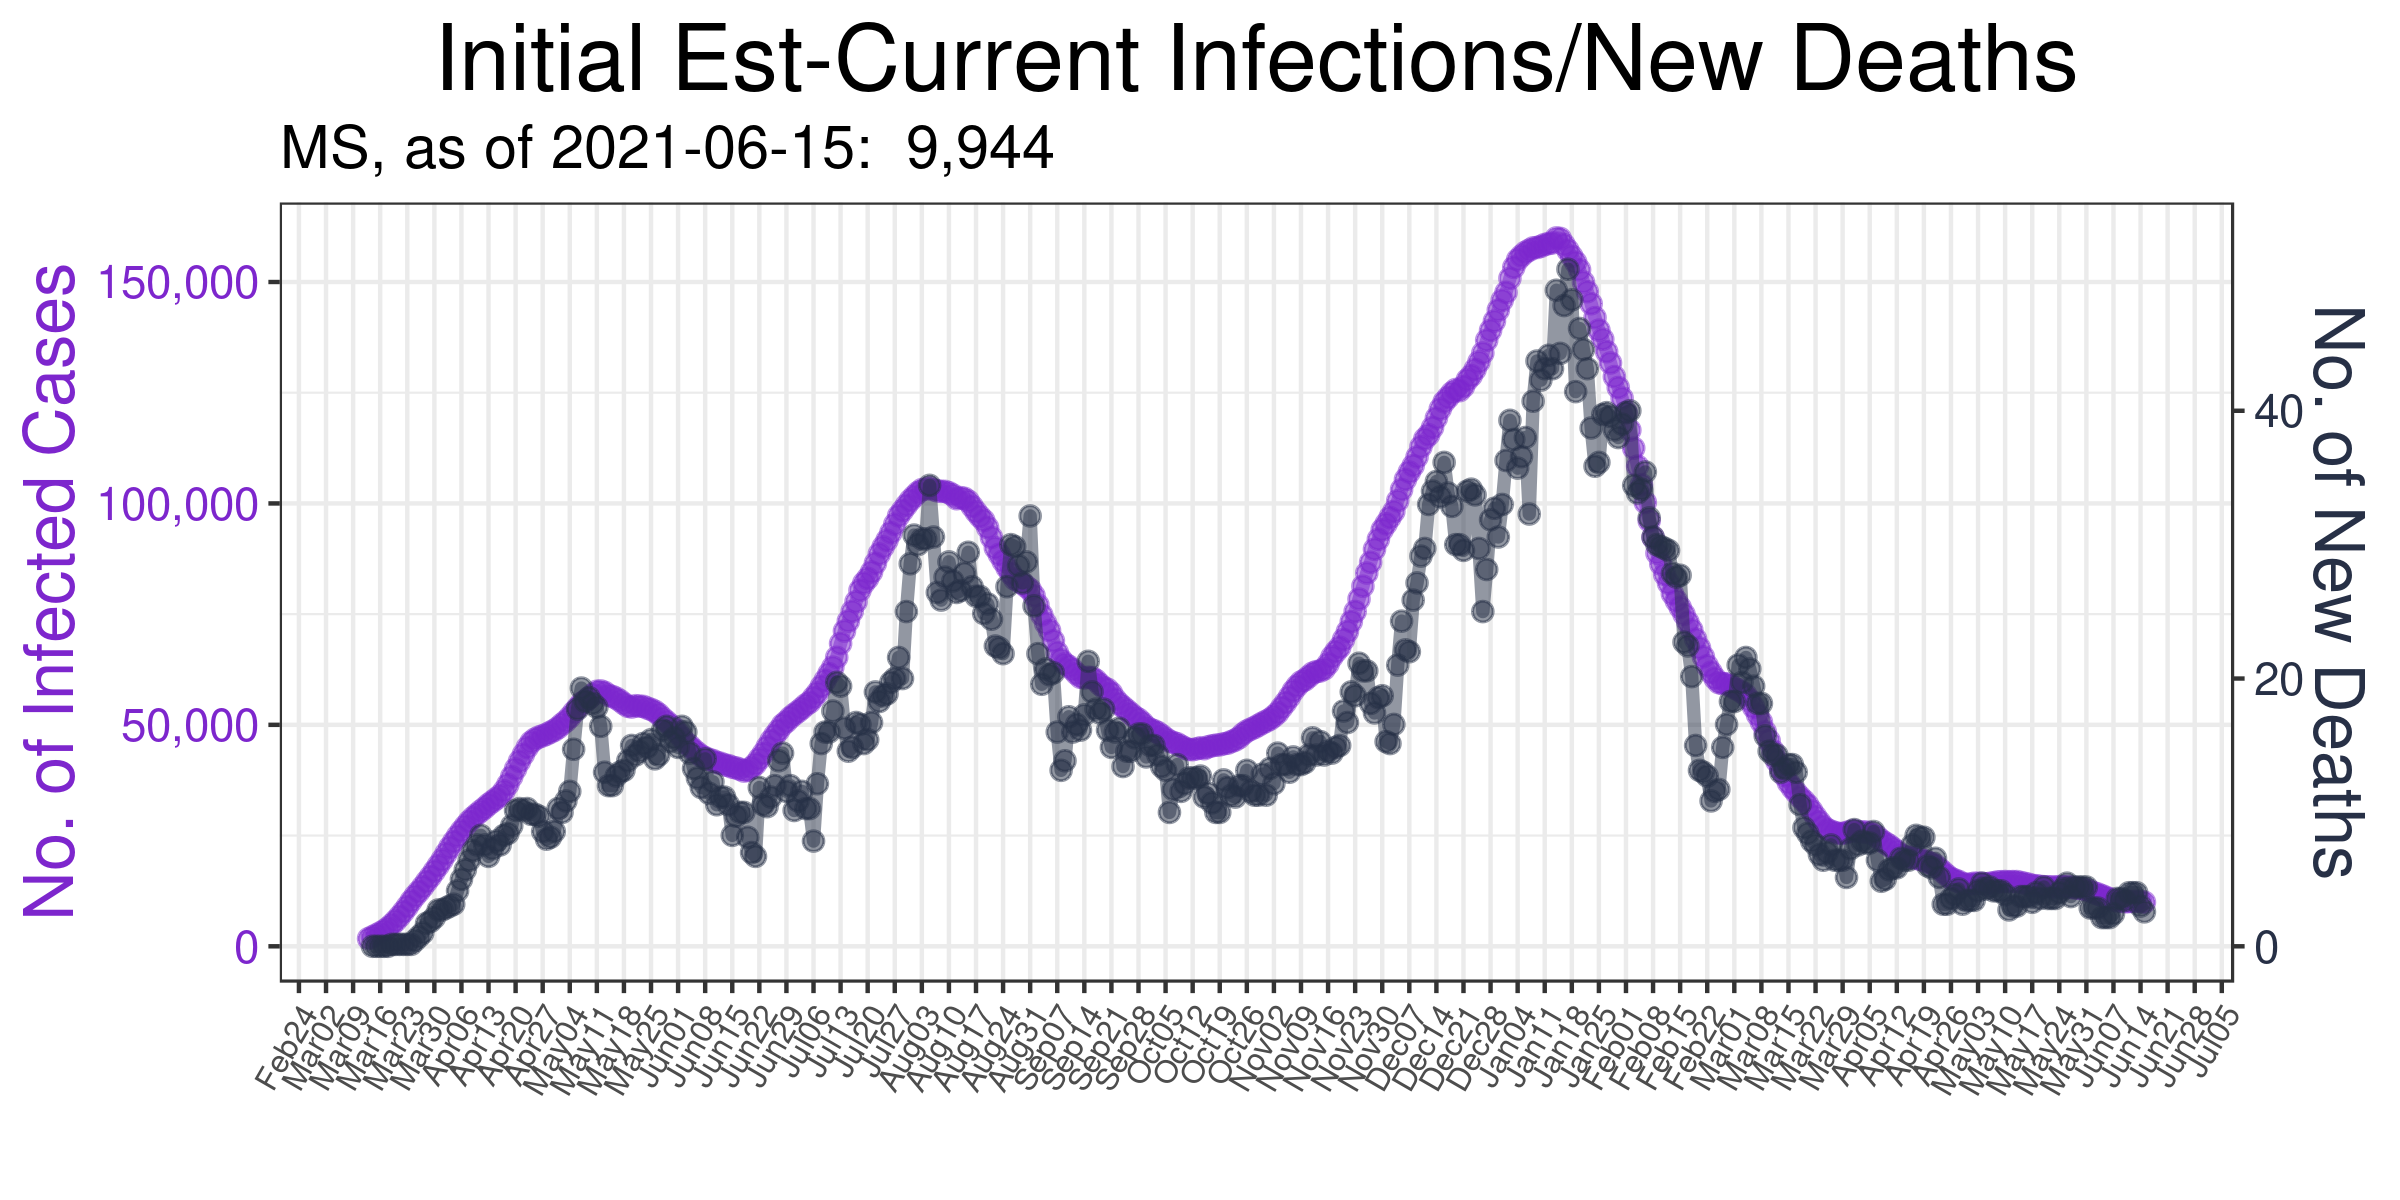 Initial Est-Current Infections/New Deaths
MS, as of 2021-06-15:  9,944
No. of Infected Cases
150,000
100,000
50,000
0
40
20
0
No. of New Deaths
Feb24
Mar02
Mar09
Mar16
Mar23
Mar30
Apr06
Apr13
Apr20
Apr27
May04
May11
May18
May25
Jun01
Jun08
Jun15
Jun22
Jun29
Jul06
Jul13
Jul20
Jul27
Aug03
Aug10
Aug17
Aug24
Aug31
Sep07
Sep14
Sep21
Sep28
Oct05
Oct12
Oct19
Oct26
Nov02
Nov09
Nov16
Nov23
Nov30
Dec07
Dec14
Dec21
Dec28
Jan04
Jan11
Jan18
Jan25
Feb01
Feb08
Feb15
Feb22
Mar01
Mar08
Mar15
Mar22
Mar29
Apr05
Apr12
Apr19
Apr26
May03
May10
May17
May24
May31
Jun07
Jun14
Jun21
Jun28
Jul05